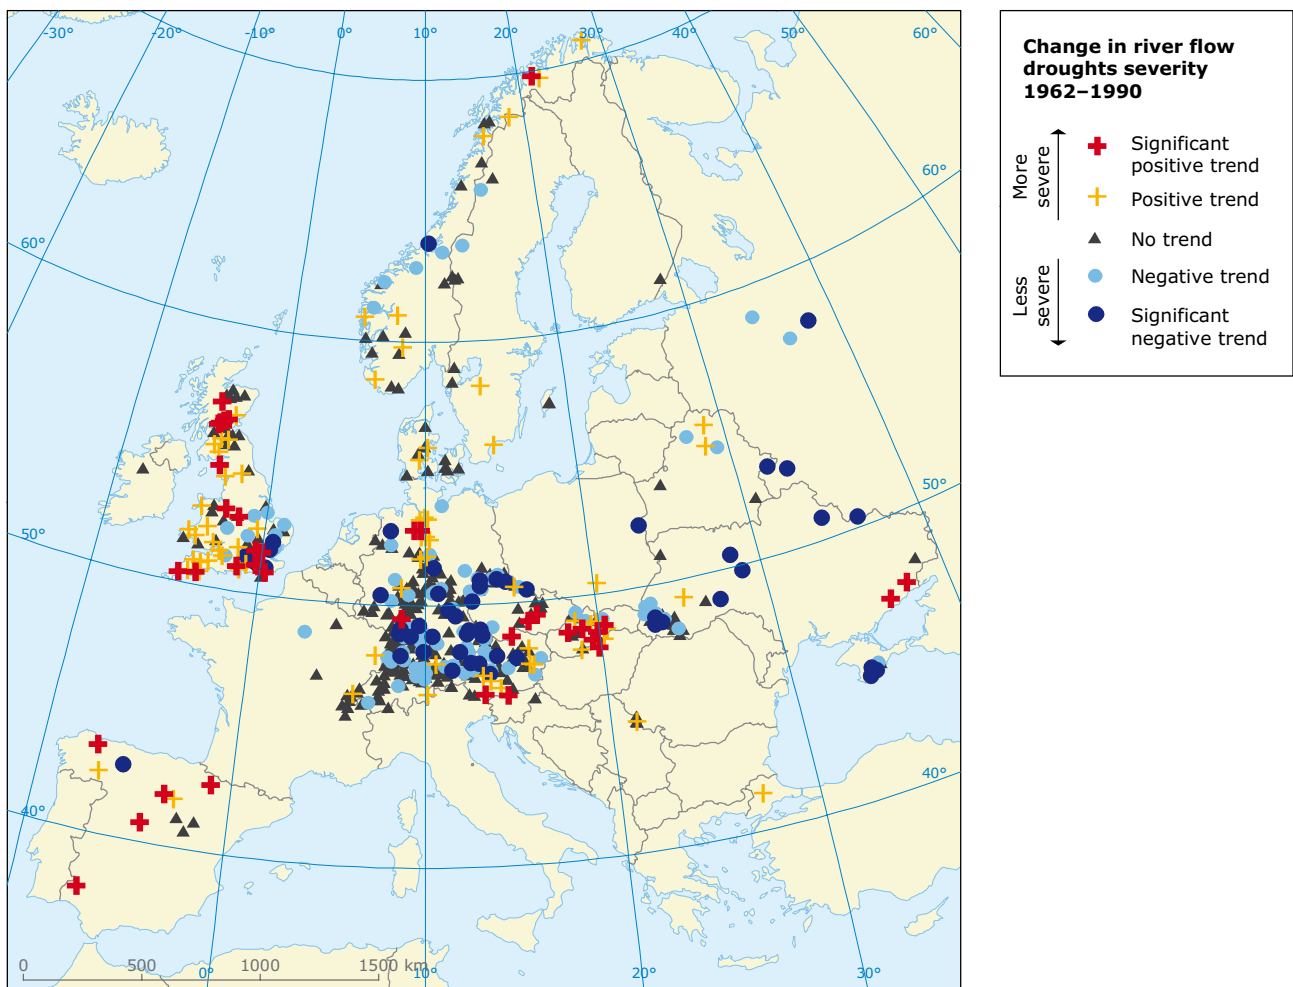 -30°
-20°
-10°
0°
10°
20°
30°
40°
50°
60°
60°
60°
50°
50°
40°
40°
0
500
1000
1500 km
0°
10°
20°
30°
Change in river flow
droughts severity
1962–1990
More
severe
Significant
positive trend
Positive trend
No trend
Less
severe
Negative trend
Significant
negative trend